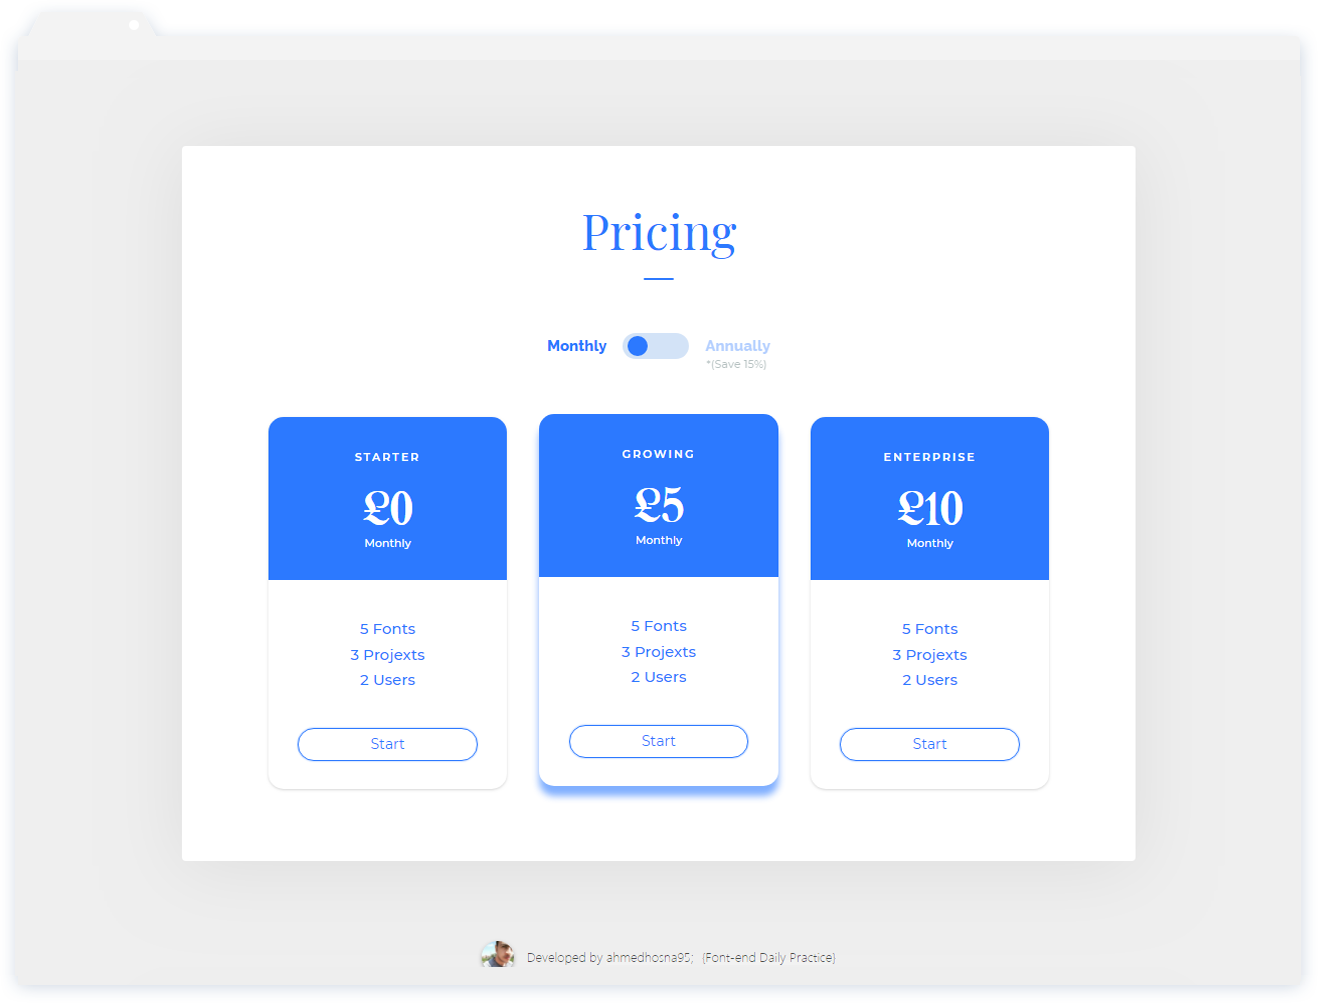 Pricing
Monthly
Annually
*(Save 15%)
STARTER
£0
Monthly
5 Fonts
3 Projexts
2 Users
Start
GROWING
£5
Monthly
5 Fonts
3 Projexts
2 Users
Start
ENTERPRISE
£10
Monthly
5 Fonts
3 Projexts
2 Users
Start
Developed by ahmedhosna95; (Font-end Daily Practice)